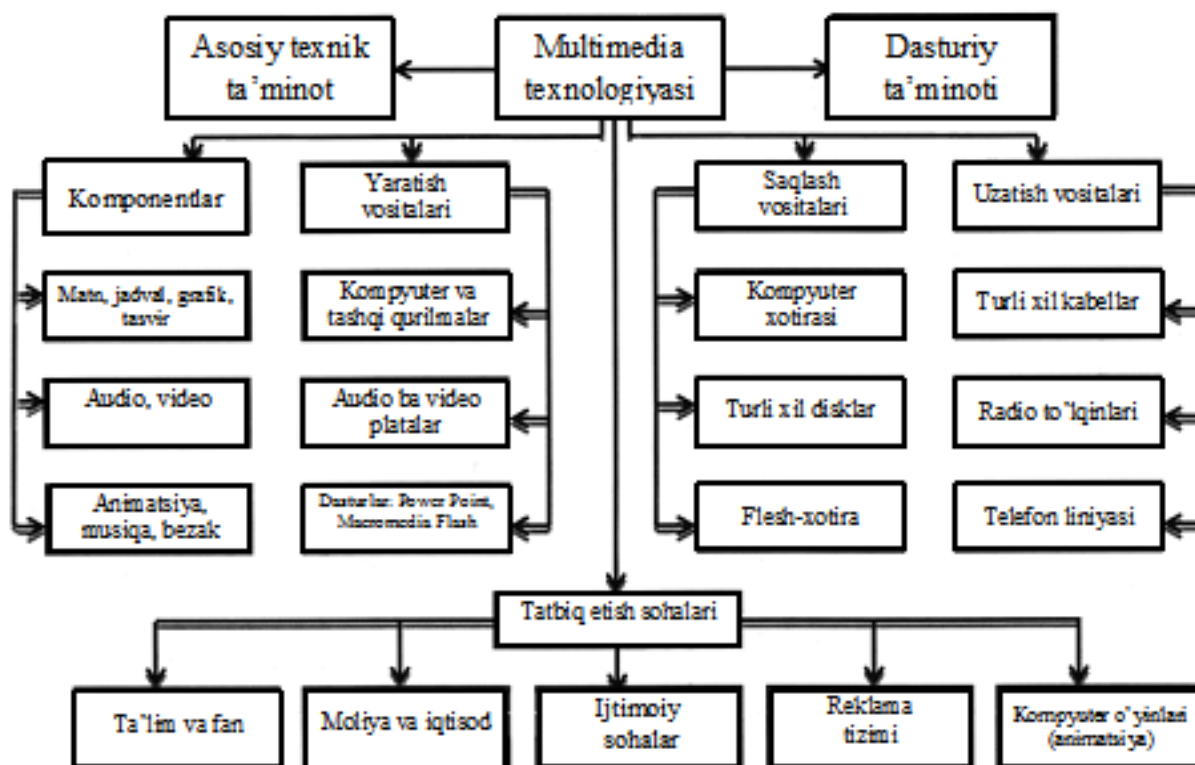 Asosiy texnik
ta’minot
Multimedia
texnologiyasi
Dasturiy
ta’minoti
Komponentlar
Yaratish
vositalari
Saqlash
vositalari
Uzatish vositalari
Matn, jadval, grafik,
tasvir
Kompyuter va
tashqi qurilmalar
Kompyuter
xotirasi
Turli xil kabellar
Audio, video
Audio ba video
platalar
Turli xil disklar
Radio to`lqinlari
Animatsiya,
musiqa, bezak
Dasturlar: Power Point,
Macromedia Flash
Flesh-xotira
Telefon liniyasi
Tatbiq etish sohalari
Ta`lim va fan
Moliya va iqtisod
Ijtimoiy
sohalar
Reklama
tizimi
Kompyuter o`yinlari
(animatsiya)